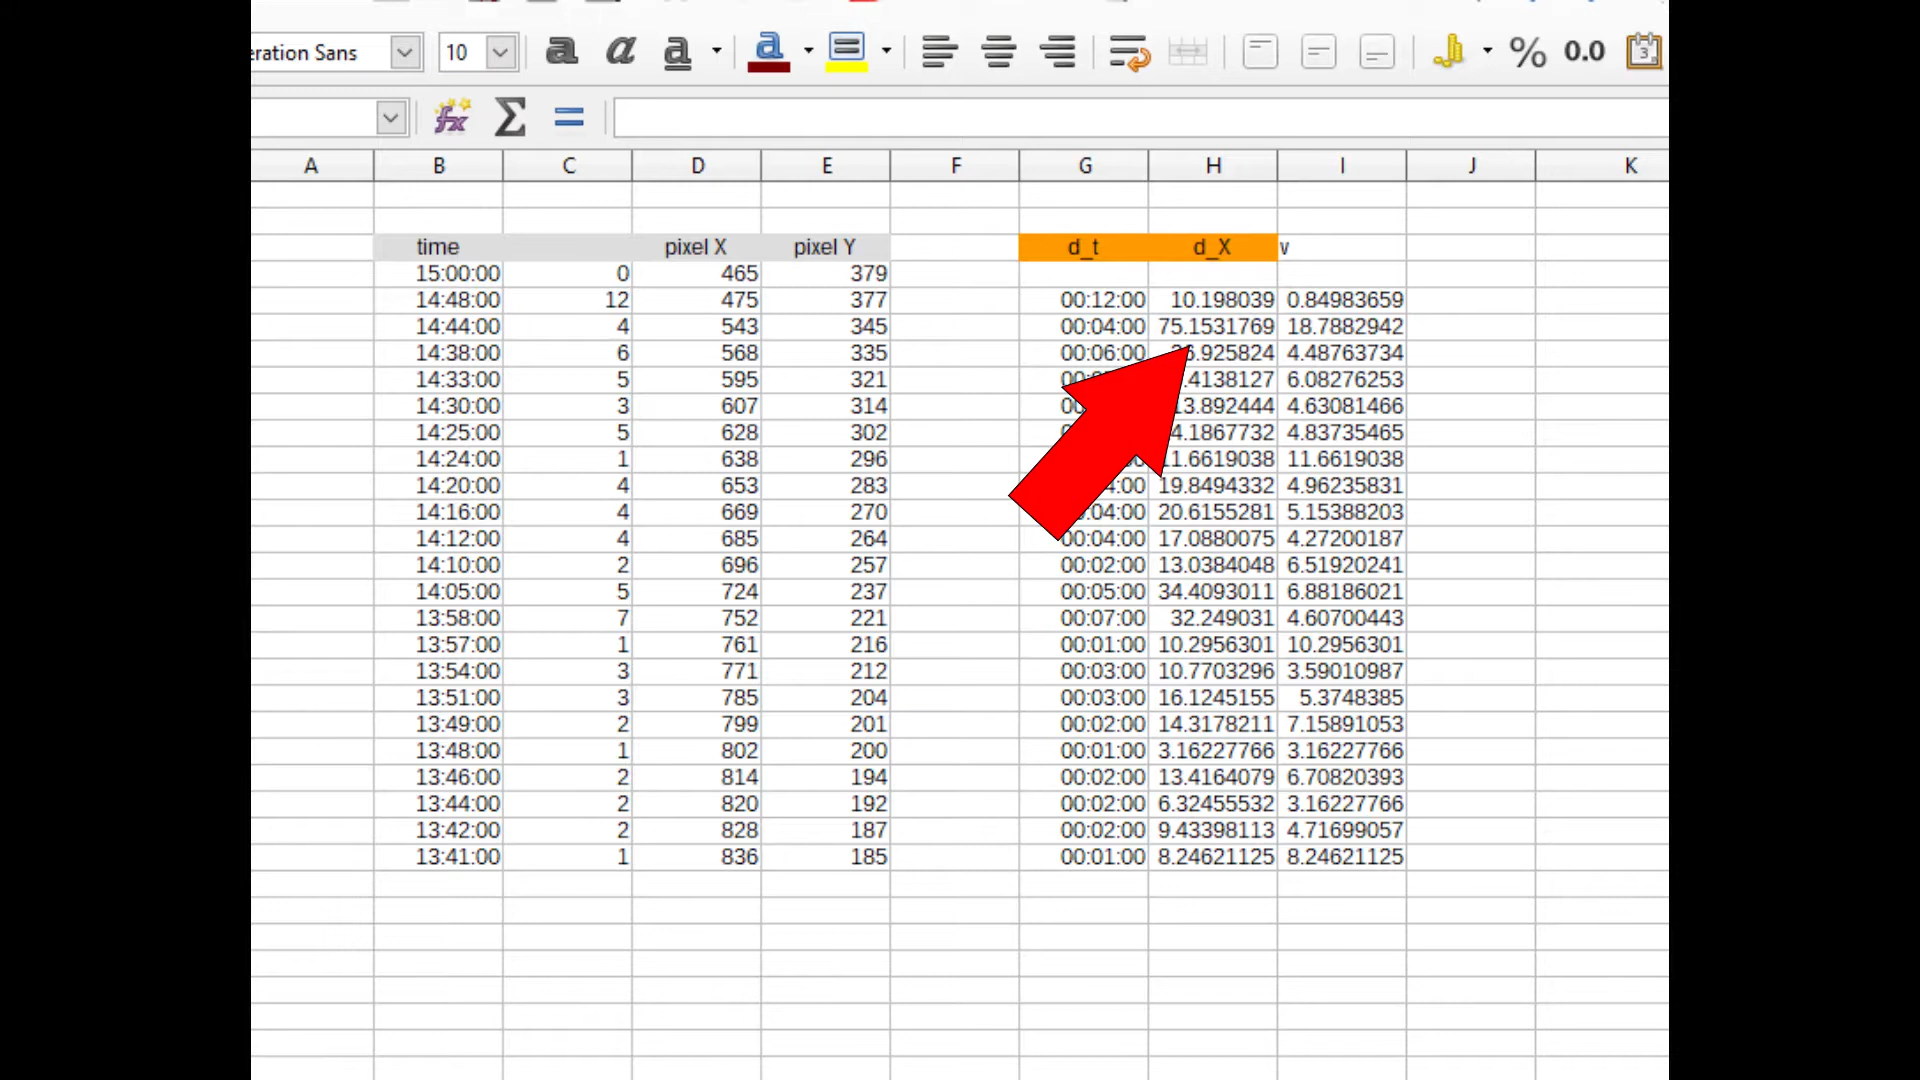 eration Sans 10 a a a a % 0.0 3
fx Σ =
A B C D E F G H I J K
time pixel X pixel Y d_t d_X v
15:00:00 0 465 379
14:48:00 12 475 377 00:12:00 10.198039 0.84983659
14:44:00 4 543 345 00:04:00 75.1531769 18.7882942
14:38:00 6 568 335 00:06:00 6.925824 4.48763734
14:33:00 5 595 321 00: .4138127 6.08276253
14:30:00 3 607 314 00 3.892444 4.63081466
14:25:00 5 628 302 4.1867732 4.83735465
14:24:00 1 638 296 1.6619038 11.6619038
14:20:00 4 653 283 4:00 19.8494332 4.96235831
14:16:00 4 669 270 :04:00 20.6155281 5.15388203
14:12:00 4 685 264 00:04:00 17.0880075 4.27200187
14:10:00 2 696 257 00:02:00 13.0384048 6.51920241
14:05:00 5 724 237 00:05:00 34.4093011 6.88186021
13:58:00 7 752 221 00:07:00 32.249031 4.60700443
13:57:00 1 761 216 00:01:00 10.2956301 10.2956301
13:54:00 3 771 212 00:03:00 10.7703296 3.59010987
13:51:00 3 785 204 00:03:00 16.1245155 5.3748385
13:49:00 2 799 201 00:02:00 14.3178211 7.15891053
13:48:00 1 802 200 00:01:00 3.16227766 3.16227766
13:46:00 2 814 194 00:02:00 13.4164079 6.70820393
13:44:00 2 820 192 00:02:00 6.32455532 3.16227766
13:42:00 2 828 187 00:02:00 9.43398113 4.71699057
13:41:00 1 836 185 00:01:00 8.24621125 8.24621125